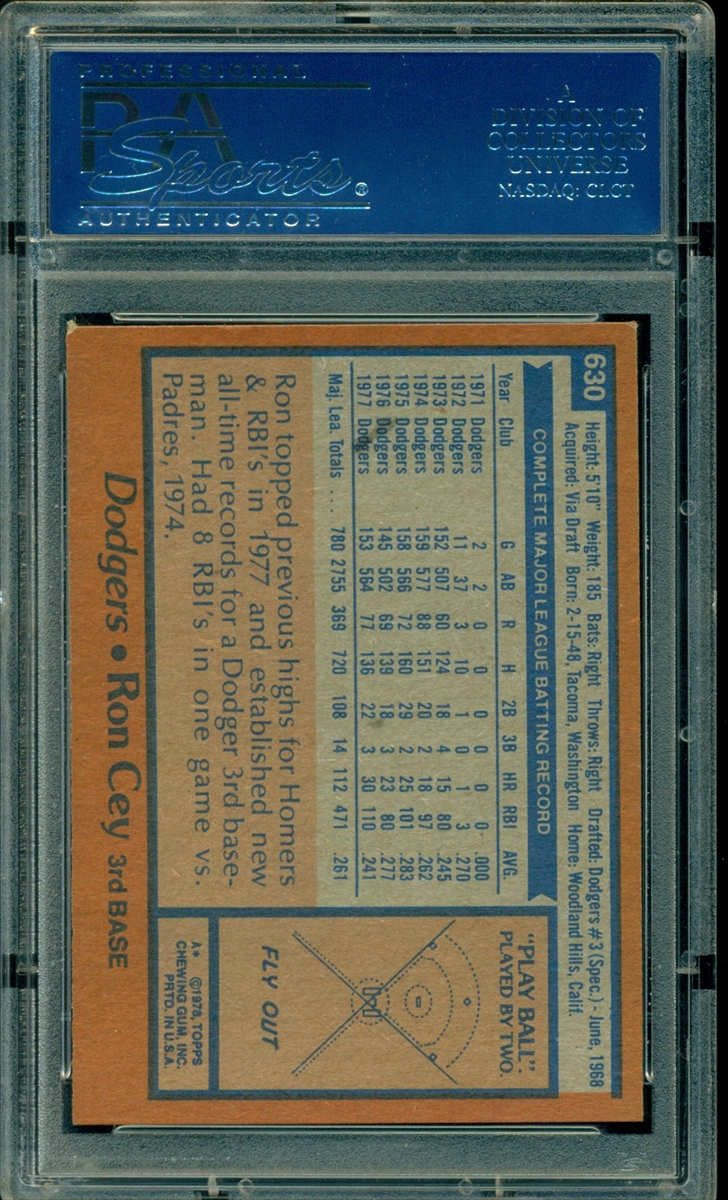 PROFESSIONAL
PSA
Sports®
AUTHENTICATOR
A
DIVISION OF
COLLECTORS
UNIVERSE
NASDAQ: CLCT
630
Height: 5'10" Weight: 185 Bats: Right Throws: Right Drafted: Dodgers #3 (Spec.) - June, 1968
Acquired: Via Draft Born: 2-15-48, Tacoma, Washington Home: Woodland Hills, Calif.
COMPLETE MAJOR LEAGUE BATTING RECORD
Year Club G AB R H 2B 3B HR RBI AVG.
1971 Dodgers 2 2 0 0 0 0 0 0 .000
1972 Dodgers 11 37 3 10 1 0 1 3 .270
1973 Dodgers 152 507 60 124 18 4 15 80 .245
1974 Dodgers 159 577 88 151 20 2 18 97 .262
1975 Dodgers 158 566 72 160 29 2 25 101 .283
1976 Dodgers 145 502 69 139 18 3 23 80 .277
1977 Dodgers 153 564 77 136 22 3 30 110 .241
Maj. Lea. Totals ... 780 2755 369 720 108 14 112 471 .261
Ron topped previous highs for Homers
& RBI's in 1977 and established new
all-time records for a Dodger 3rd base-
man. Had 8 RBI's in one game vs.
Padres, 1974.
Dodgers • Ron Cey 3rd BASE
"PLAY BALL".
PLAYED BY TWO.
FLY OUT
A* ©1978, TOPPS
CHEWING GUM, INC.
PRTD. IN U.S.A.